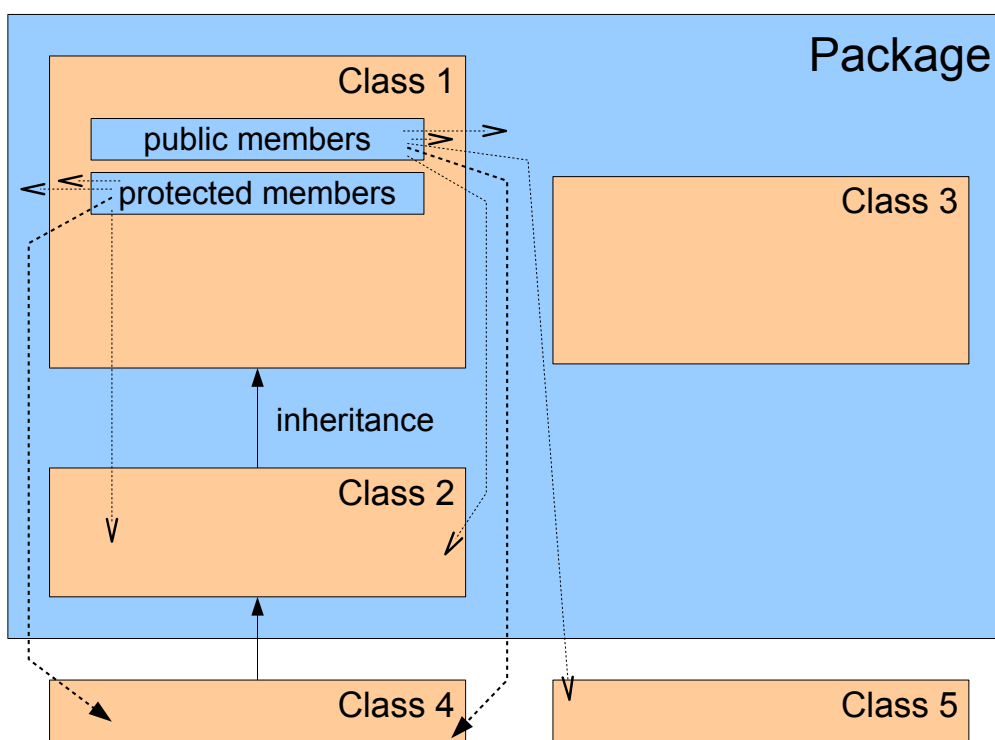 Package
Class 1
public members
protected members
Class 3
inheritance
Class 2
Class 4
Class 5